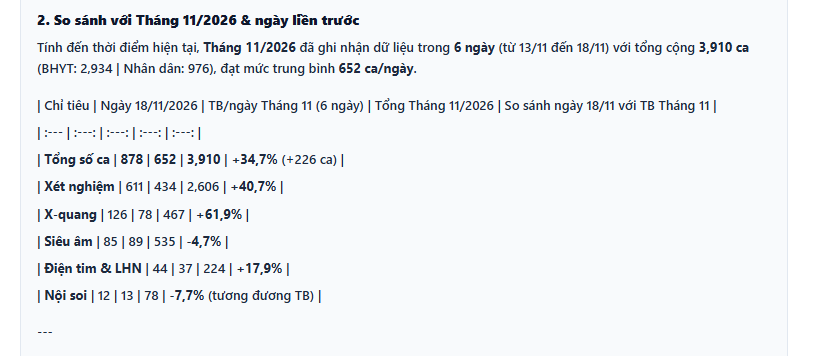 2. So sánh với Tháng 11/2026 & ngày liền trước
Tính đến thời điểm hiện tại, Tháng 11/2026 đã ghi nhận dữ liệu trong 6 ngày (từ 13/11 đến 18/11) với tổng cộng 3,910 ca
(BHYT: 2,934 | Nhân dân: 976), đạt mức trung bình 652 ca/ngày.
| Chỉ tiêu | Ngày 18/11/2026 | TB/ngày Tháng 11 (6 ngày) | Tổng Tháng 11/2026 | So sánh ngày 18/11 với TB Tháng 11 |
| :--- | :---: | :---: | :---: | :---: |
| Tổng số ca | 878 | 652 | 3,910 | +34,7% (+226 ca) |
| Xét nghiệm | 611 | 434 | 2,606 | +40,7% |
| X-quang | 126 | 78 | 467 | +61,9% |
| Siêu âm | 85 | 89 | 535 | -4,7% |
| Điện tim & LHN | 44 | 37 | 224 | +17,9% |
| Nội soi | 12 | 13 | 78 | -7,7% (tương đương TB) |
---